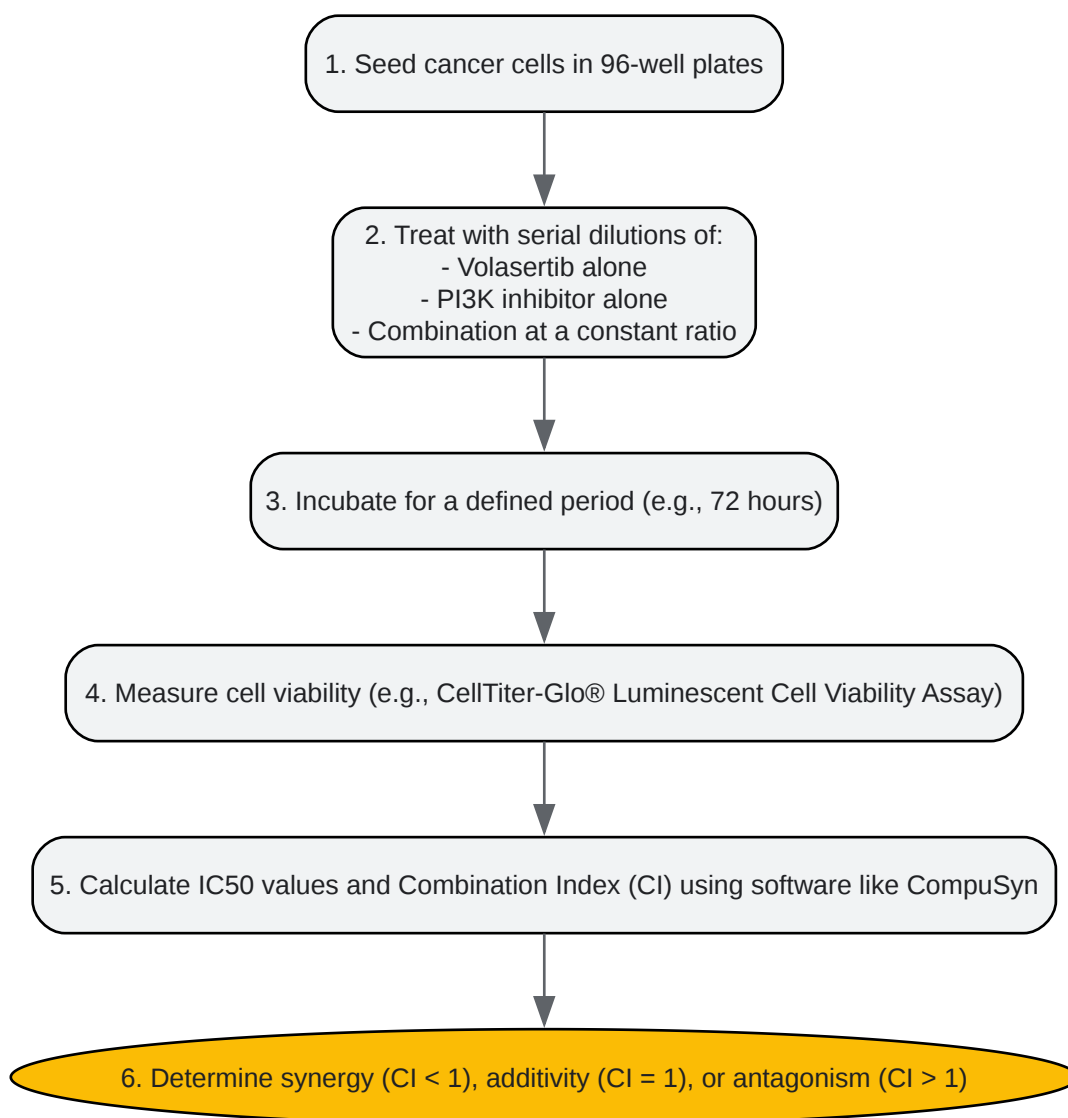 1. Seed cancer cells in 96-well plates
2. Treat with serial dilutions of:
- Volasertib alone
- PI3K inhibitor alone
- Combination at a constant ratio
3. Incubate for a defined period (e.g., 72 hours)
4. Measure cell viability (e.g., CellTiter-Glo® Luminescent Cell Viability Assay)
5. Calculate IC50 values and Combination Index (CI) using software like CompuSyn
6. Determine synergy (CI < 1), additivity (CI = 1), or antagonism (CI > 1)